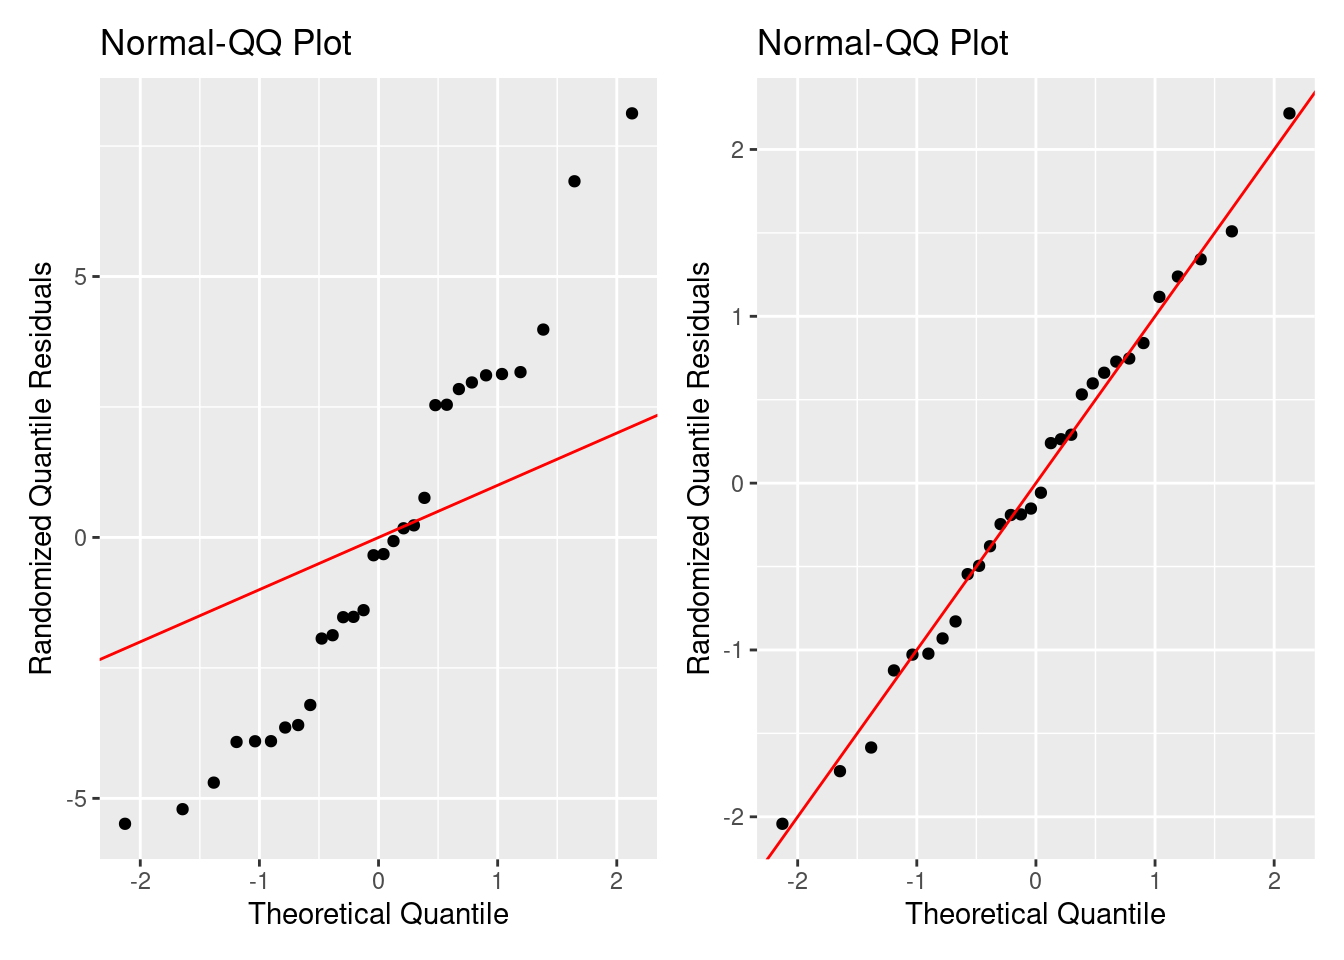 Normal-QQ Plot
Randomized Quantile Residuals
5
0
-5
-2 -1 0 1 2
Theoretical Quantile
Normal-QQ Plot
Randomized Quantile Residuals
2
1
0
-1
-2
-2 -1 0 1 2
Theoretical Quantile